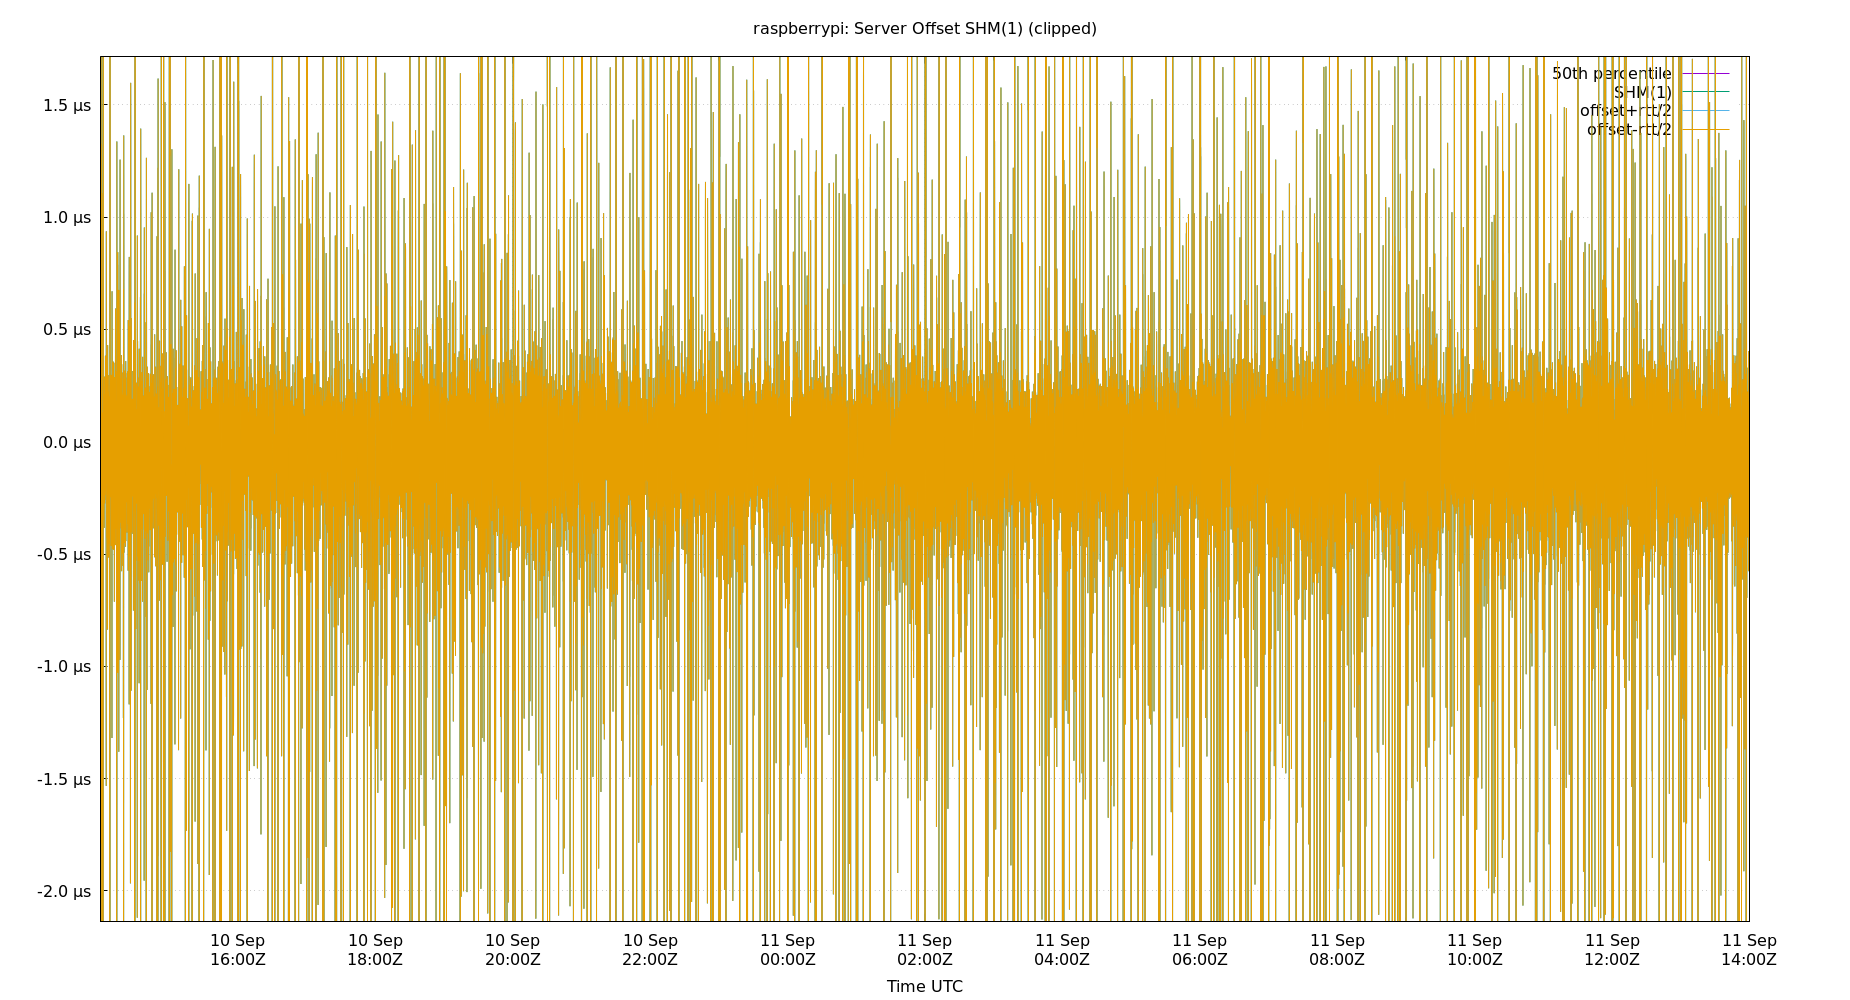 raspberrypi: Server Offset SHM(1) (clipped)
50th percentile
SHM(1)
offset+rtt/2
offset-rtt/2
1.5 µs
1.0 µs
0.5 µs
0.0 µs
-0.5 µs
-1.0 µs
-1.5 µs
-2.0 µs
10 Sep 10 Sep 10 Sep 10 Sep 11 Sep 11 Sep 11 Sep 11 Sep 11 Sep 11 Sep 11 Sep 11 Sep
16:00Z 18:00Z 20:00Z 22:00Z 00:00Z 02:00Z 04:00Z 06:00Z 08:00Z 10:00Z 12:00Z 14:00Z
Time UTC